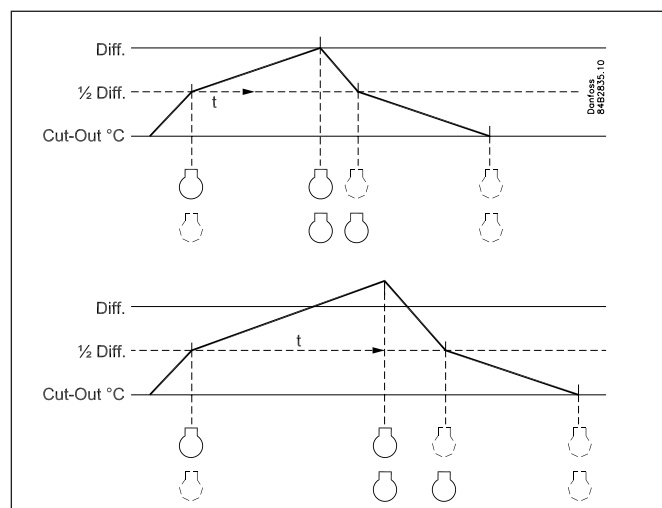 Diff.
½ Diff.
t
Cut-Out °C
Danfoss
84B2835.10
Diff.
½ Diff.
t
Cut-Out °C